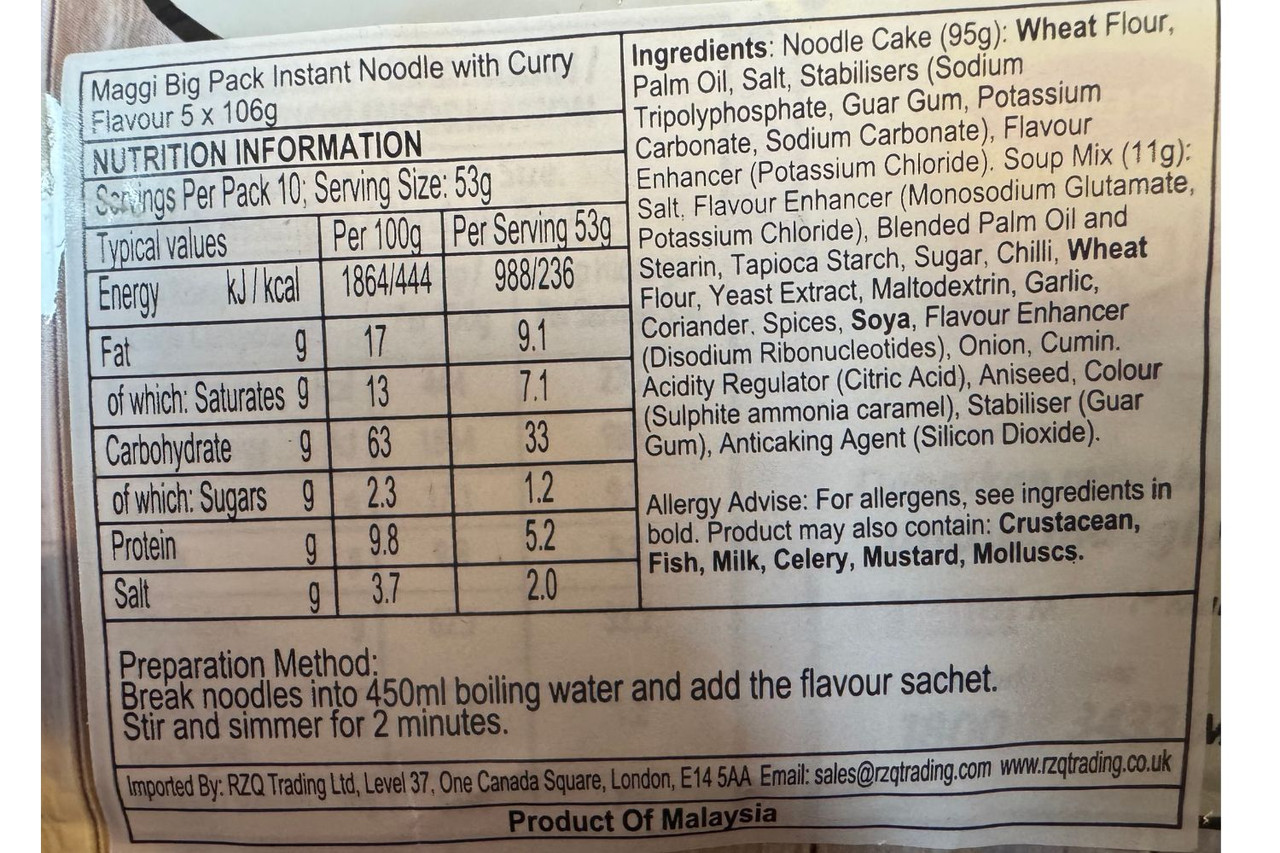 Maggi Big Pack Instant Noodle with Curry
Flavour 5 x 106g
NUTRITION INFORMATION
Servings Per Pack 10; Serving Size: 53g
Typical values Per 100g Per Serving 53g
Energy kJ / kcal 1864/444 988/236
Fat g 17 9.1
of which: Saturates g 13 7.1
Carbohydrate g 63 33
of which: Sugars g 2.3 1.2
Protein g 9.8 5.2
Salt g 3.7 2.0
Ingredients: Noodle Cake (95g): Wheat Flour,
Palm Oil, Salt, Stabilisers (Sodium
Tripolyphosphate, Guar Gum, Potassium
Carbonate, Sodium Carbonate), Flavour
Enhancer (Potassium Chloride). Soup Mix (11g):
Salt, Flavour Enhancer (Monosodium Glutamate,
Potassium Chloride), Blended Palm Oil and
Stearin, Tapioca Starch, Sugar, Chilli, Wheat
Flour, Yeast Extract, Maltodextrin, Garlic,
Coriander, Spices, Soya, Flavour Enhancer
(Disodium Ribonucleotides), Onion, Cumin.
Acidity Regulator (Citric Acid), Aniseed, Colour
(Sulphite ammonia caramel), Stabiliser (Guar
Gum), Anticaking Agent (Silicon Dioxide).
Allergy Advise: For allergens, see ingredients in
bold. Product may also contain: Crustacean,
Fish, Milk, Celery, Mustard, Molluscs.
Preparation Method:
Break noodles into 450ml boiling water and add the flavour sachet.
Stir and simmer for 2 minutes.
Imported By: RZQ Trading Ltd, Level 37, One Canada Square, London, E14 5AA Email: sales@rzqtrading.com www.rzqtrading.co.uk
Product Of Malaysia